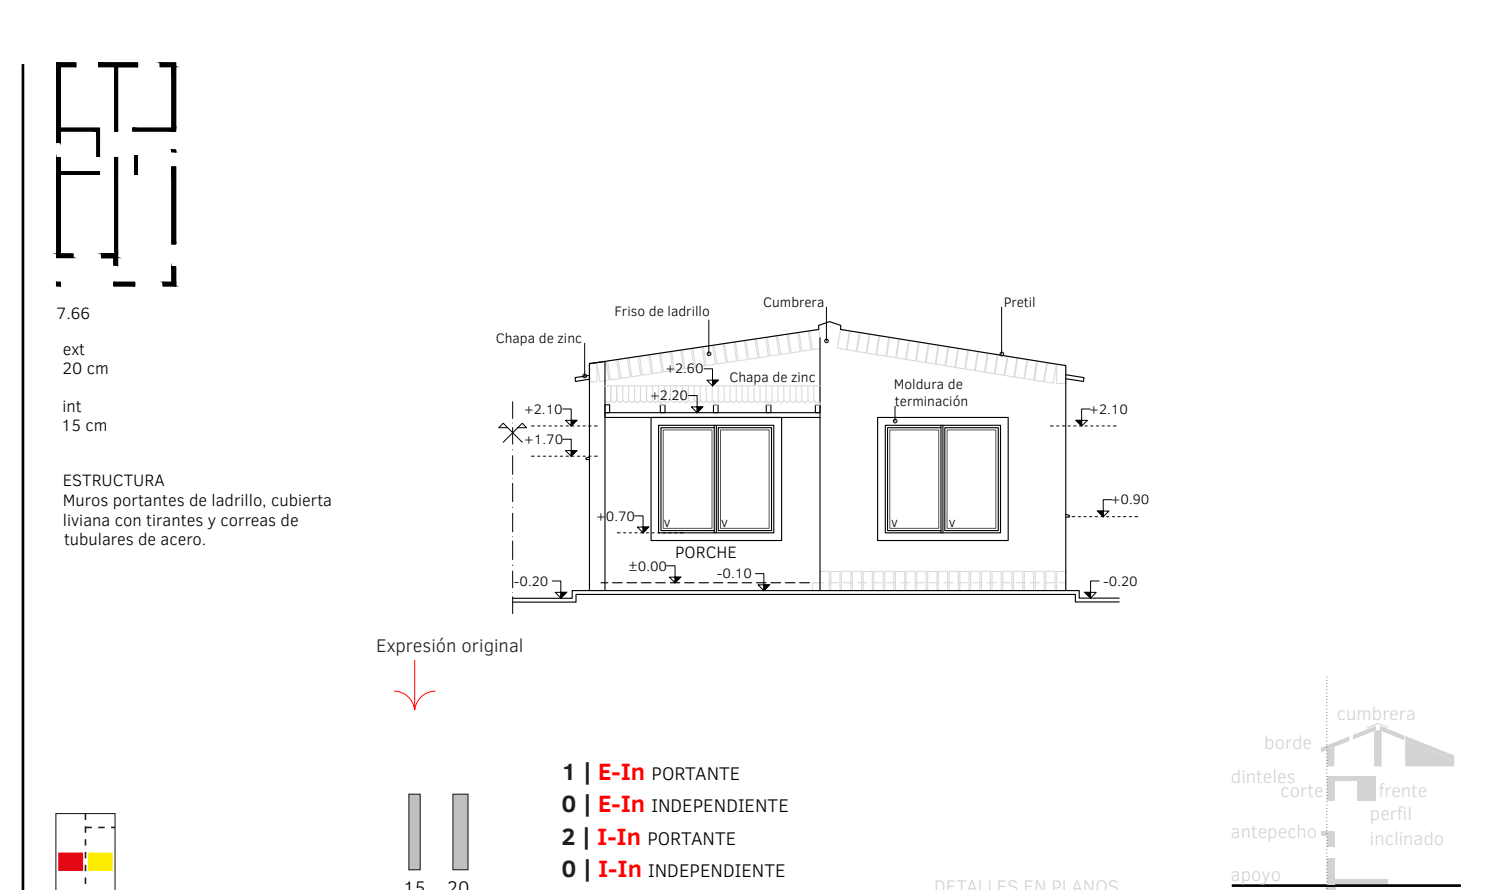 7.66
ext
20 cm
int
15 cm
ESTRUCTURA
Muros portantes de ladrillo, cubierta
liviana con tirantes y correas de
tubulares de acero.
Chapa de zinc
Friso de ladrillo
Cumbrera
Pretil
+2.60
Chapa de zinc
+2.20
Moldura de
terminación
+2.10
+2.10
+1.70
+0.90
+0.70
V
V
V
V
PORCHE
±0.00
-0.10
-0.20
-0.20
Expresión original
1 | E-In PORTANTE
0 | E-In INDEPENDIENTE
2 | I-In PORTANTE
0 | I-In INDEPENDIENTE
15
20
DETALLES EN PLANOS
cumbrera
borde
dinteles
corte
frente
perfil
antepecho
inclinado
apoyo